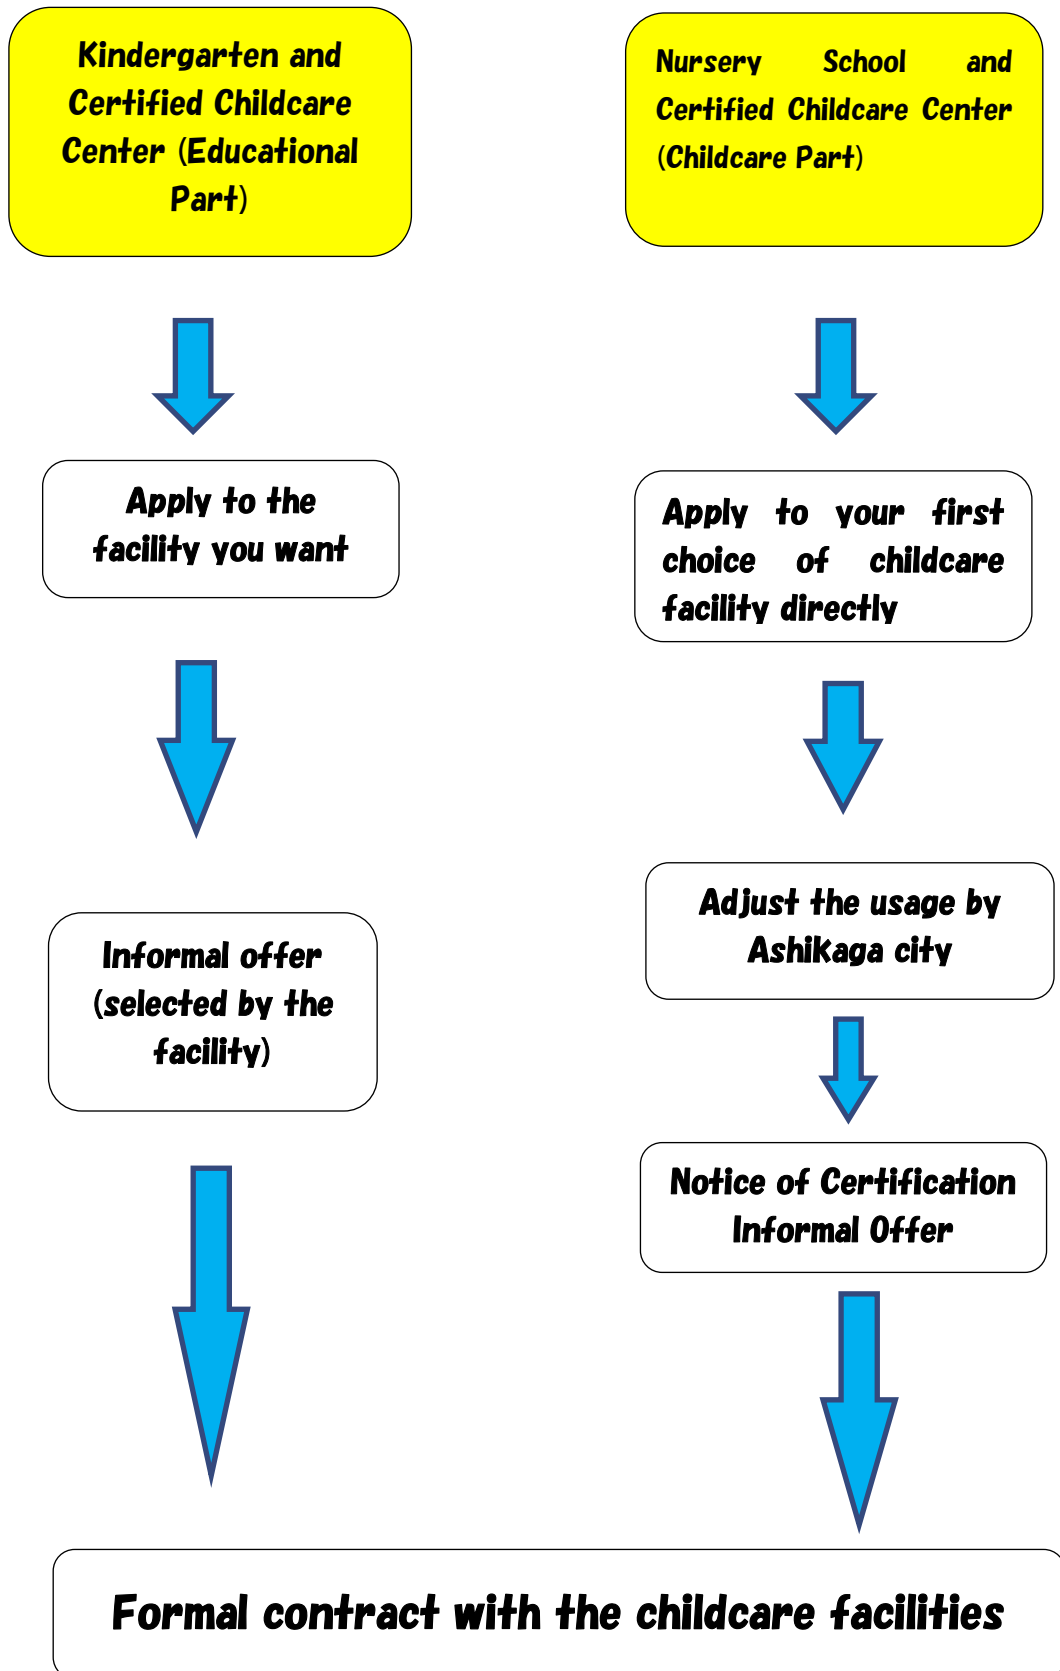 Kindergarten and
Certified Childcare
Center (Educational
Part)
Apply to the
facility you want
Informal offer
(selected by the
facility)
Nursery School and
Certified Childcare Center
(Childcare Part)
Apply to your first
choice of childcare
facility directly
Adjust the usage by
Ashikaga city
Notice of Certification
Informal Offer
Formal contract with the childcare facilities